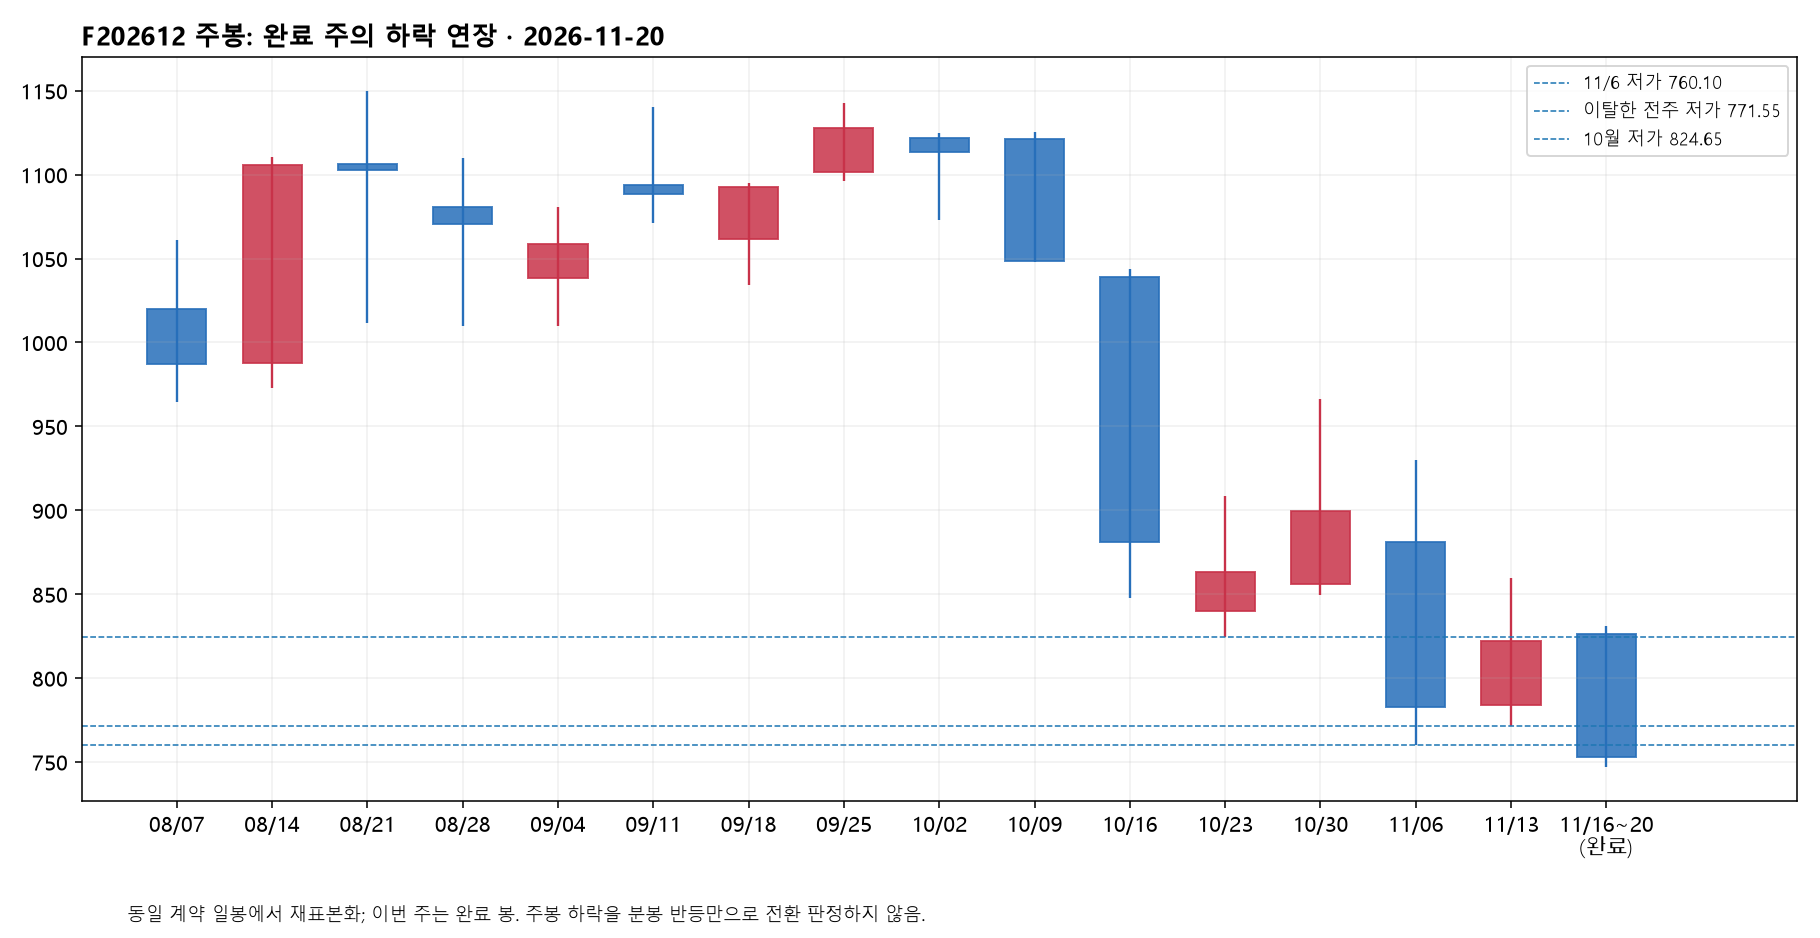 F202612 주봉: 완료 주의 하락 연장 · 2026-11-20
11/6 저가 760.10
이탈한 전주 저가 771.55
10월 저가 824.65
1150
1100
1050
1000
950
900
850
800
750
08/07 08/14 08/21 08/28 09/04 09/11 09/18 09/25 10/02 10/09 10/16 10/23 10/30 11/06 11/13 11/16~20
(완료)
동일 계약 일봉에서 재표본화; 이번 주는 완료 봉. 주봉 하락을 분봉 반등만으로 전환 판정하지 않음.